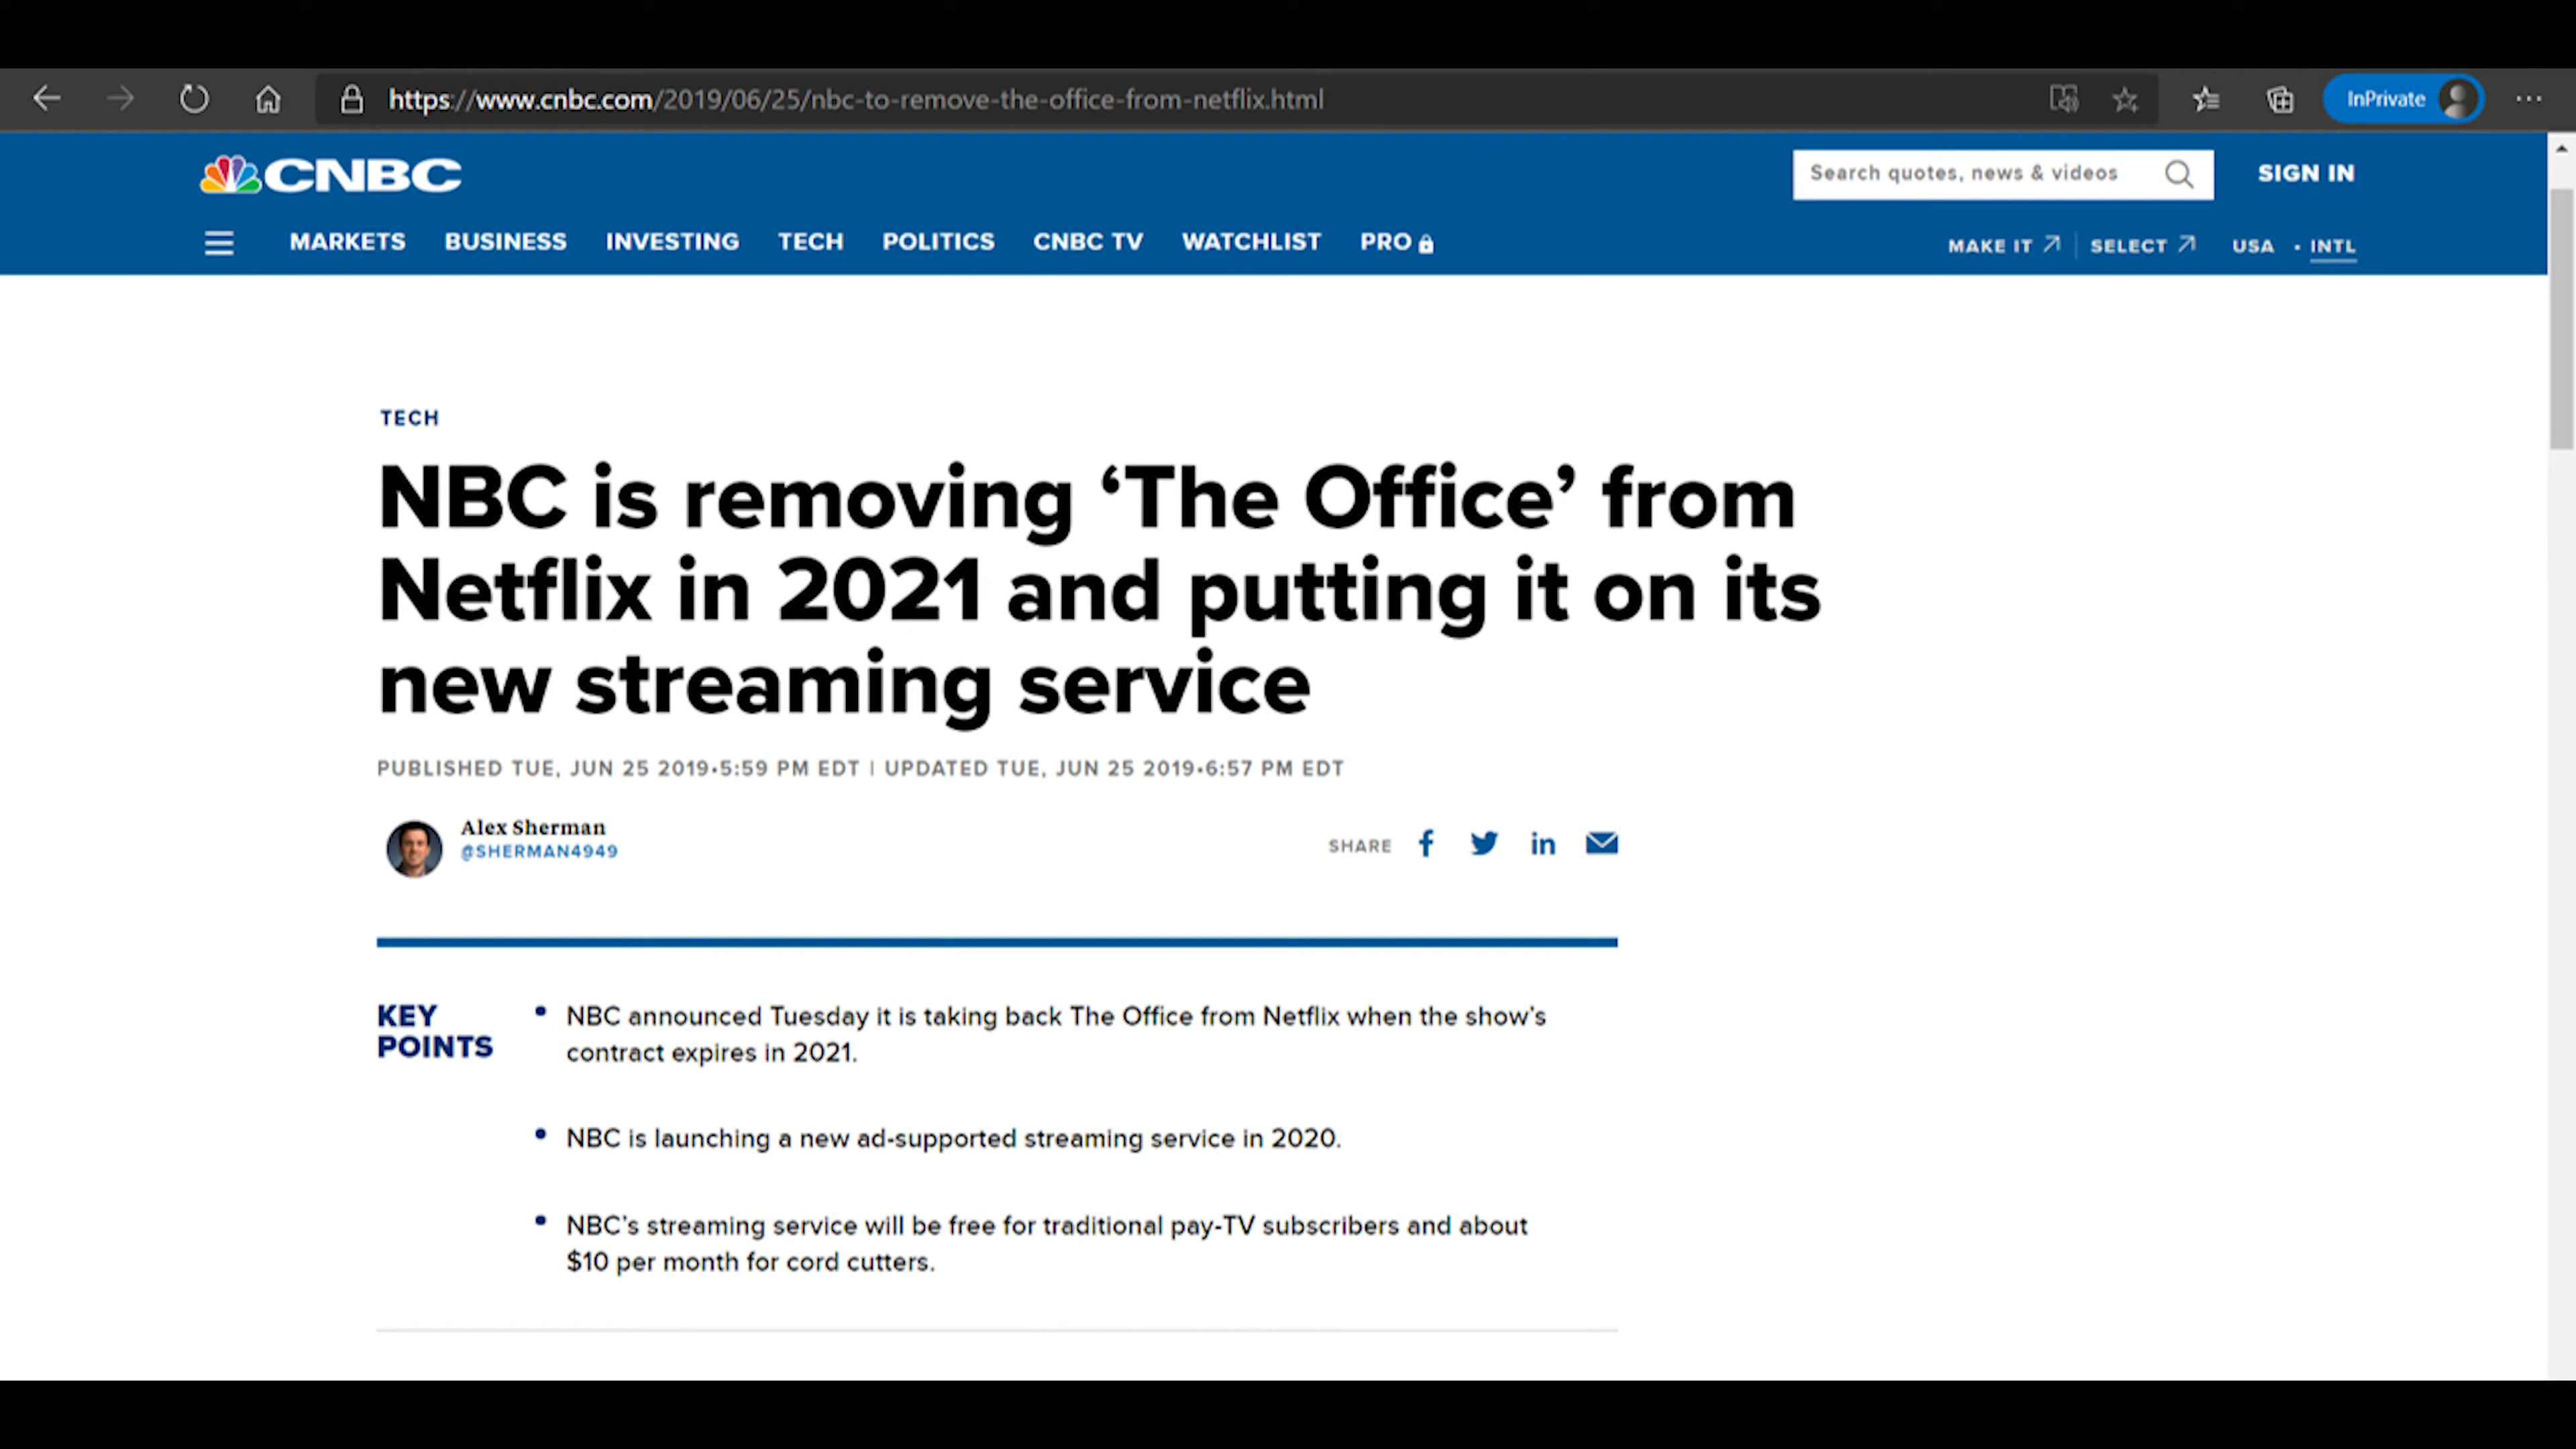 https://www.cnbc.com/2019/06/25/nbc-to-remove-the-office-from-netflix.html
InPrivate
CNBC
Search quotes, news & videos
SIGN IN
MARKETS BUSINESS INVESTING TECH POLITICS CNBC TV WATCHLIST PRO
MAKE IT SELECT USA • INTL
TECH
NBC is removing ‘The Office’ from
Netflix in 2021 and putting it on its
new streaming service
PUBLISHED TUE, JUN 25 2019•5:59 PM EDT | UPDATED TUE, JUN 25 2019•6:57 PM EDT
Alex Sherman
@SHERMAN4949
SHARE
KEY
POINTS
• NBC announced Tuesday it is taking back The Office from Netflix when the show’s
contract expires in 2021.
• NBC is launching a new ad-supported streaming service in 2020.
• NBC’s streaming service will be free for traditional pay-TV subscribers and about
$10 per month for cord cutters.